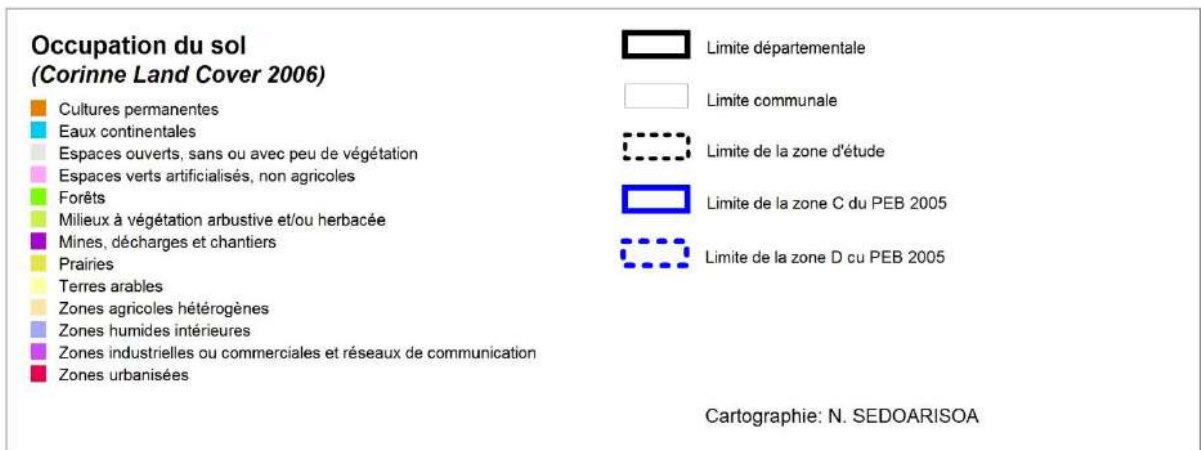 Occupation du sol
(Corinne Land Cover 2006)
Cultures permanentes
Eaux continentales
Espaces ouverts, sans ou avec peu de végétation
Espaces verts artificialisés, non agricoles
Forêts
Milieux à végétation arbustive et/ou herbacée
Mines, décharges et chantiers
Prairies
Terres arables
Zones agricoles hétérogènes
Zones humides intérieures
Zones industrielles ou commerciales et réseaux de communication
Zones urbanisées
Limite départementale
Limite communale
Limite de la zone d'étude
Limite de la zone C du PEB 2005
Limite de la zone D cu PEB 2005
Cartographie: N. SEDOARISOA